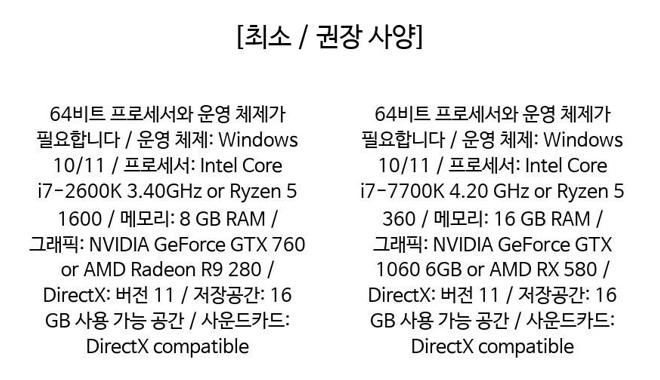 [최소 / 권장 사양]
64비트 프로세서와 운영 체제가
필요합니다 / 운영 체제: Windows
10/11 / 프로세서: Intel Core
i7-2600K 3.40GHz or Ryzen 5
1600 / 메모리: 8 GB RAM /
그래픽: NVIDIA GeForce GTX 760
or AMD Radeon R9 280 /
DirectX: 버전 11 / 저장공간: 16
GB 사용 가능 공간 / 사운드카드:
DirectX compatible
64비트 프로세서와 운영 체제가
필요합니다 / 운영 체제: Windows
10/11 / 프로세서: Intel Core
i7-7700K 4.20 GHz or Ryzen 5
360 / 메모리: 16 GB RAM /
그래픽: NVIDIA GeForce GTX
1060 6GB or AMD RX 580 /
DirectX: 버전 11 / 저장공간: 16
GB 사용 가능 공간 / 사운드카드:
DirectX compatible